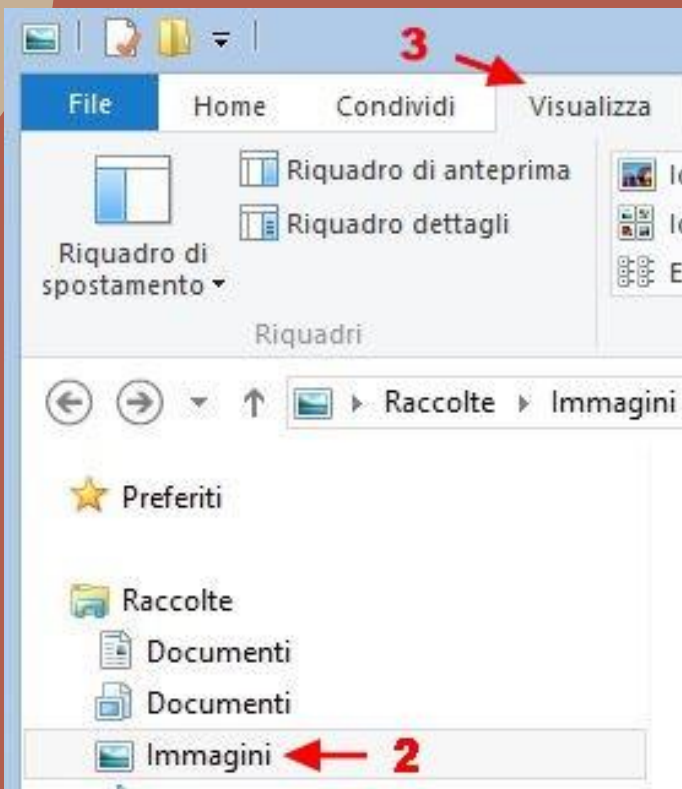 3
File Home Condividi Visualizza
Riquadro di anteprima
Riquadro dettagli
Riquadro di
spostamento
Riquadri
Raccolte Immagini
Preferiti
Raccolte
Documenti
Documenti
Immagini 2